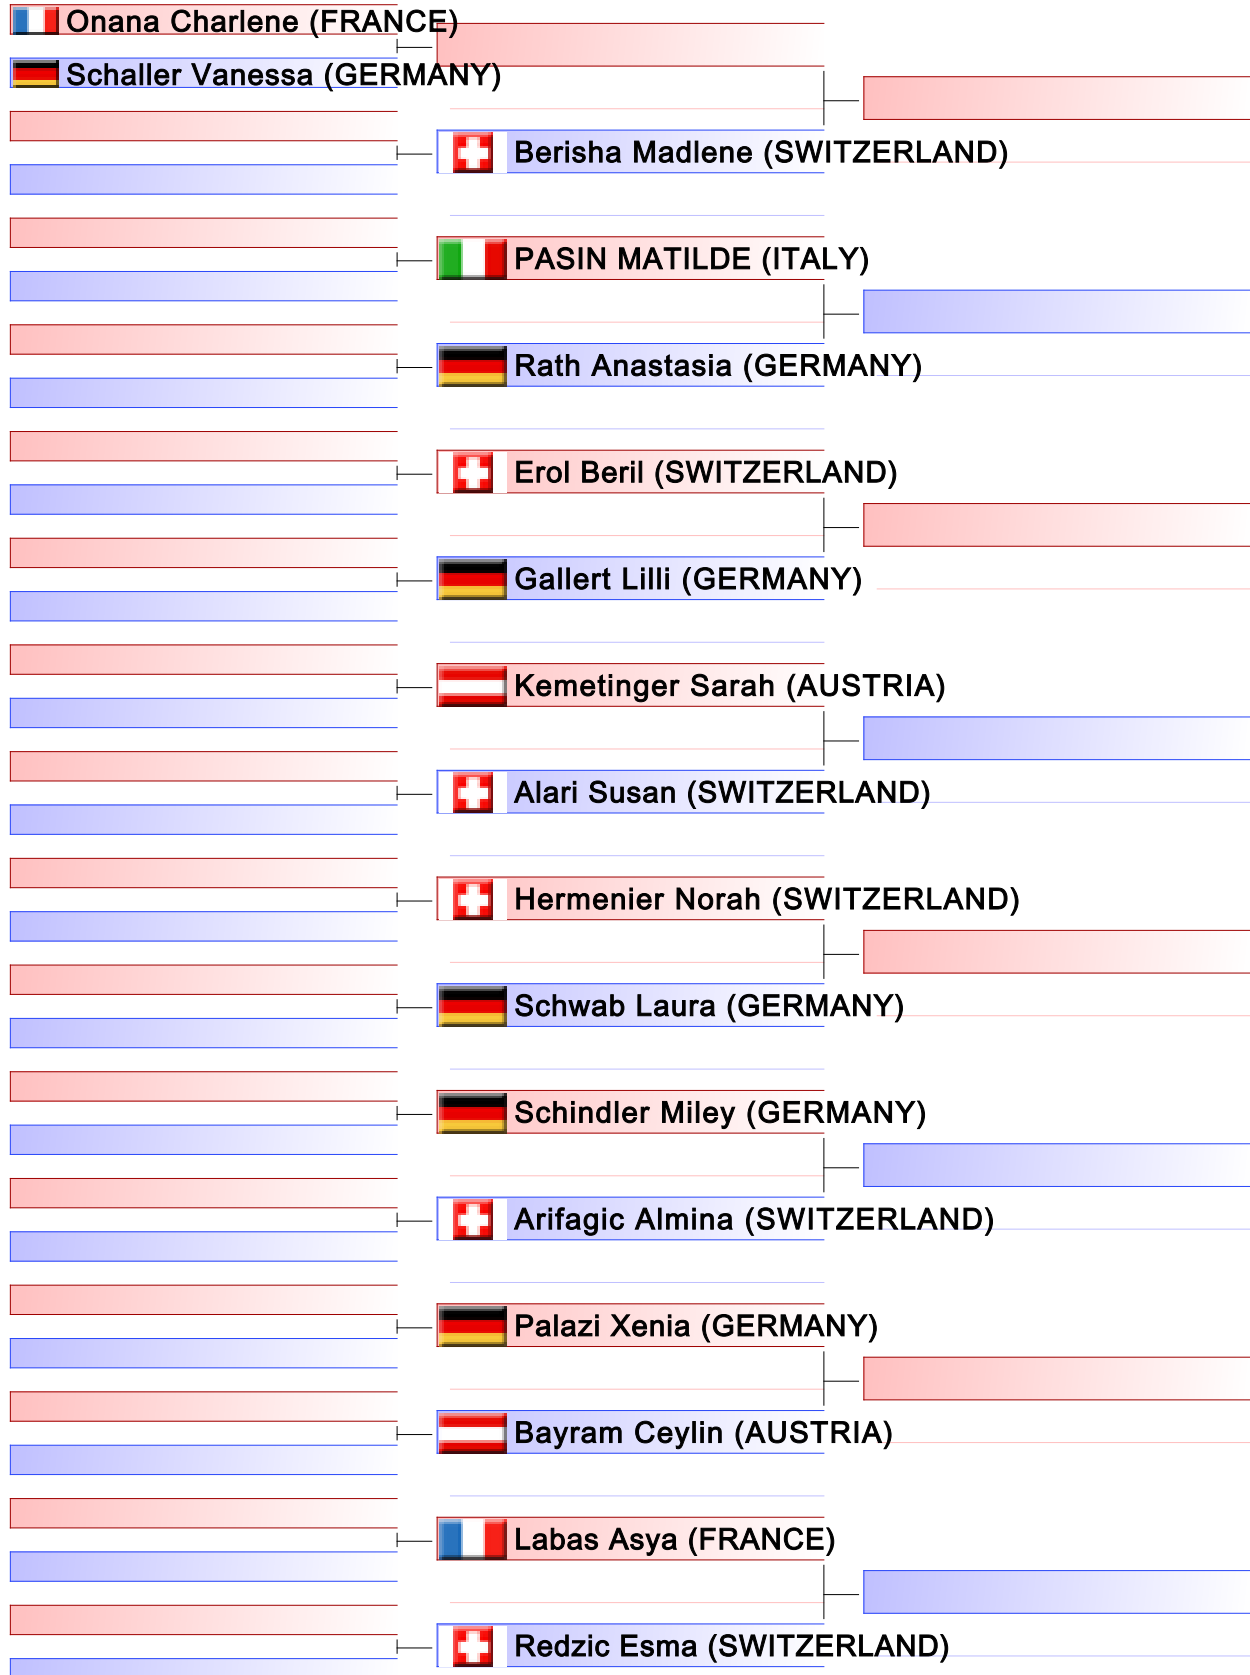 Onana Charlene (FRANCE)
Schaller Vanessa (GERMANY)
Berisha Madlene (SWITZERLAND)
PASIN MATILDE (ITALY)
Rath Anastasia (GERMANY)
Erol Beril (SWITZERLAND)
Gallert Lilli (GERMANY)
Kemetinger Sarah (AUSTRIA)
Alari Susan (SWITZERLAND)
Hermenier Norah (SWITZERLAND)
Schwab Laura (GERMANY)
Schindler Miley (GERMANY)
Arifagic Almina (SWITZERLAND)
Palazi Xenia (GERMANY)
Bayram Ceylin (AUSTRIA)
Labas Asya (FRANCE)
Redzic Esma (SWITZERLAND)